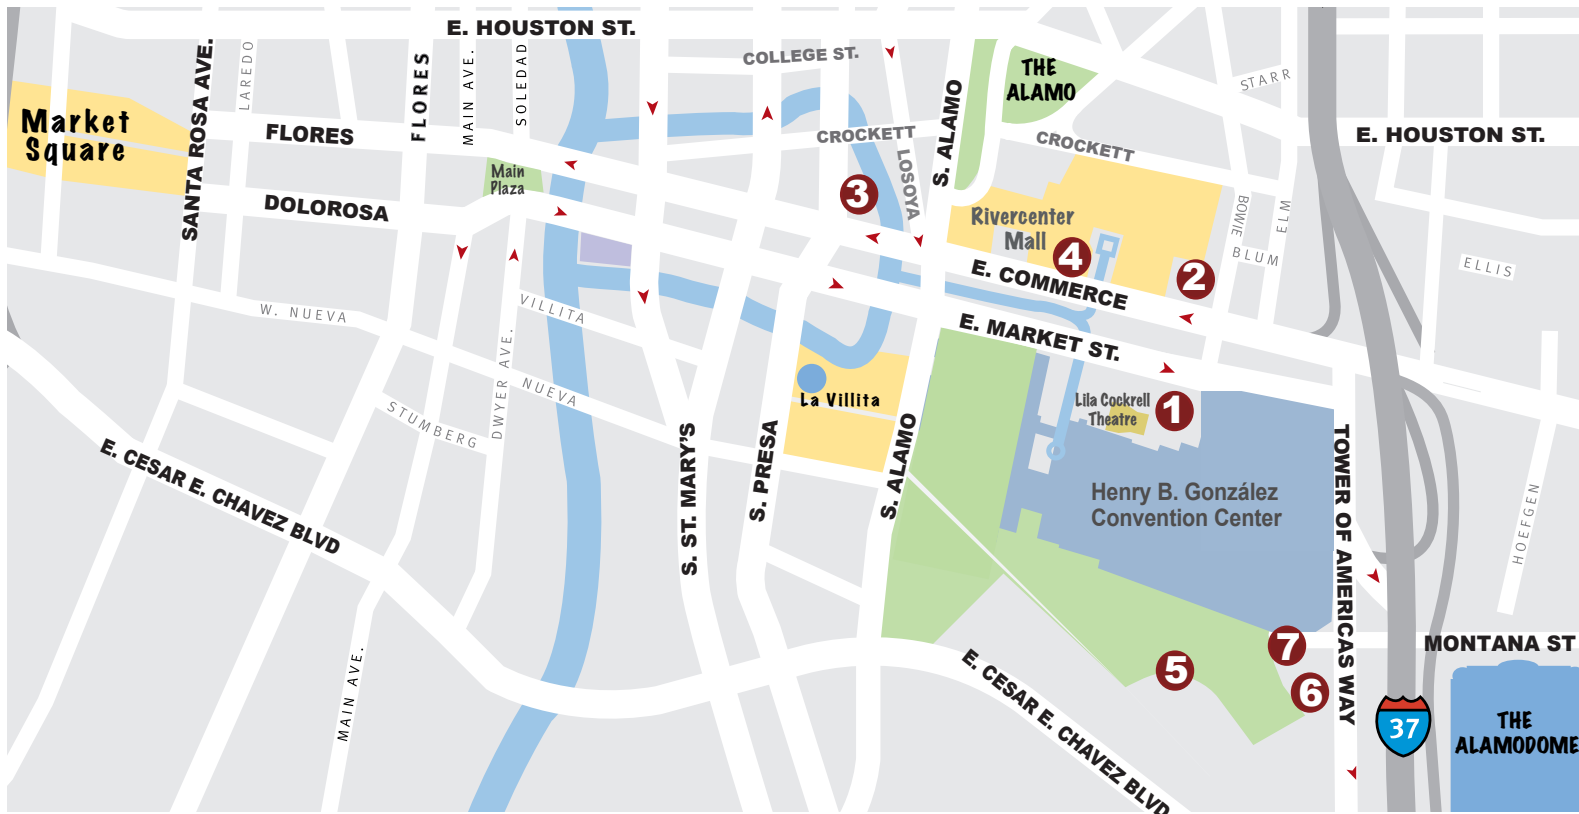 E. HOUSTON ST.
COLLEGE ST.
SANTA ROSA AVE.
LAREDO
FLORES
MAIN AVE.
SOLEDAD
THE
ALAMO
STARR
S. ALAMO
Market
Square
FLORES
CROCKETT
CROCKETT
E. HOUSTON ST.
LOSOYA
Main
Plaza
DOLOROSA
3
Rivercenter
Mall
BOWIE
ELM
BLUM
ELLIS
4
2
E. COMMERCE
W. NUEVA
VILLITA
E. MARKET ST.
DWYER AVE.
NUEVA
La Villita
Lila Cockrell
Theatre
1
STUMBERG
E. CESAR E. CHAVEZ BLVD
S. ST. MARY'S
S. PRESA
S. ALAMO
Henry B. González
Convention Center
TOWER OF AMERICAS WAY
HOEFGEN
MAIN AVE.
E. CESAR E. CHAVEZ BLVD
7
MONTANA ST
5
6
37
THE
ALAMODOME